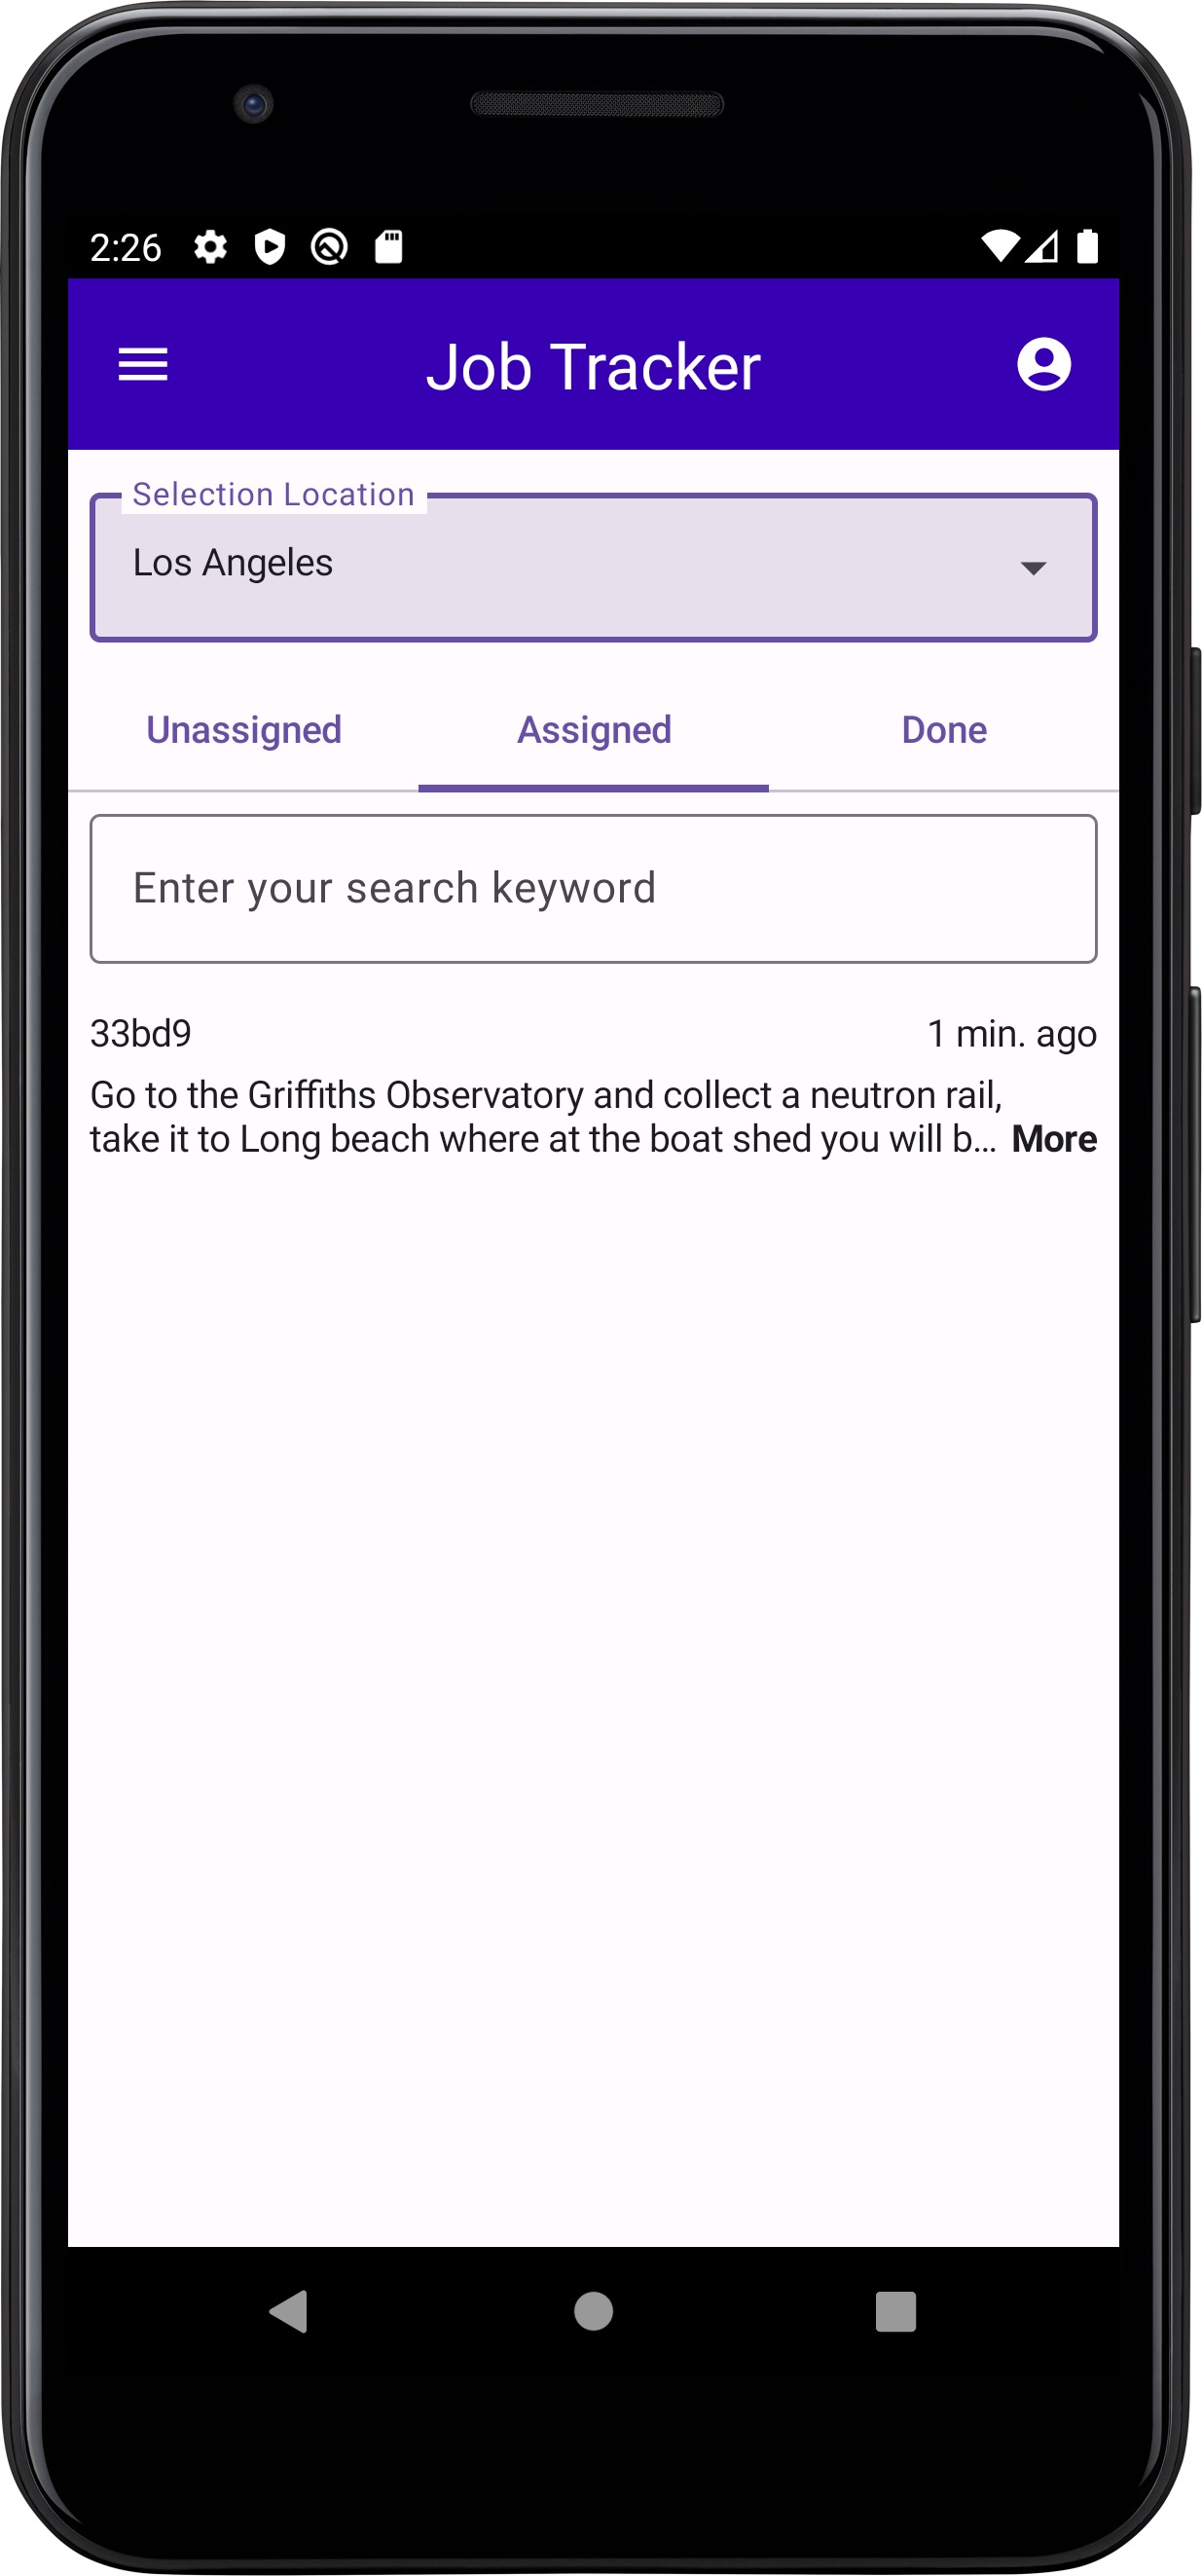 2:26
Job Tracker
Selection Location
Los Angeles
Unassigned Assigned Done
Enter your search keyword
33bd9 1 min. ago
Go to the Griffiths Observatory and collect a neutron rail,
take it to Long beach where at the boat shed you will b... More